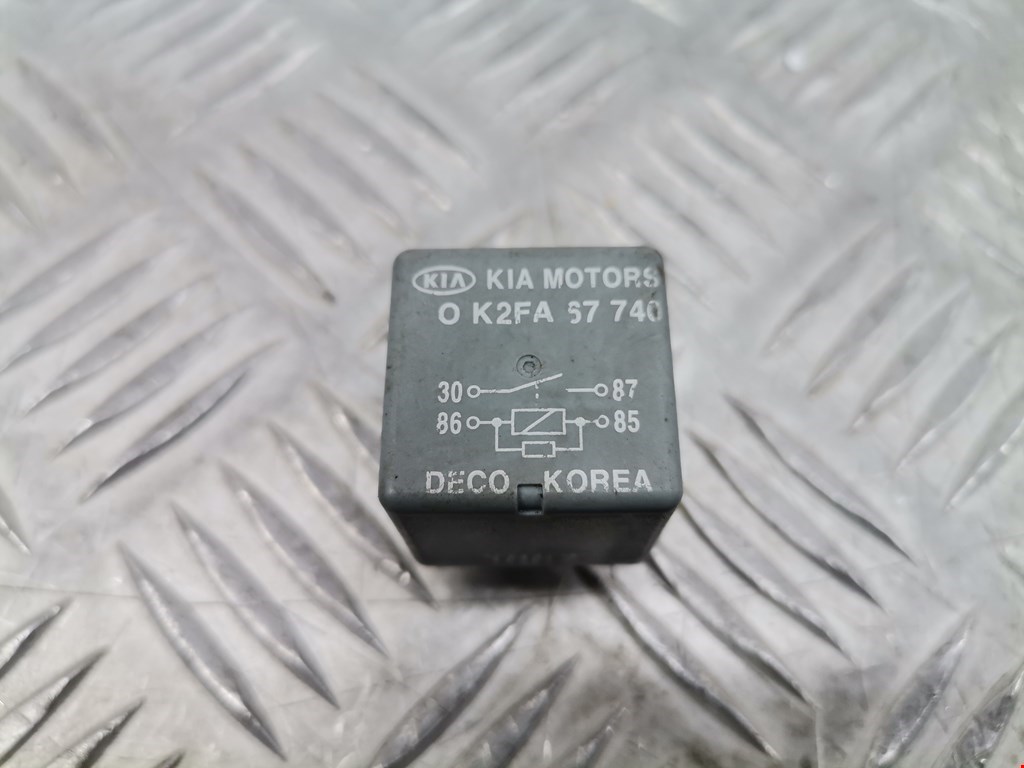 KIA KIA MOTORS
O K2FA 67 740
30 87
86 85
DECO KOREA